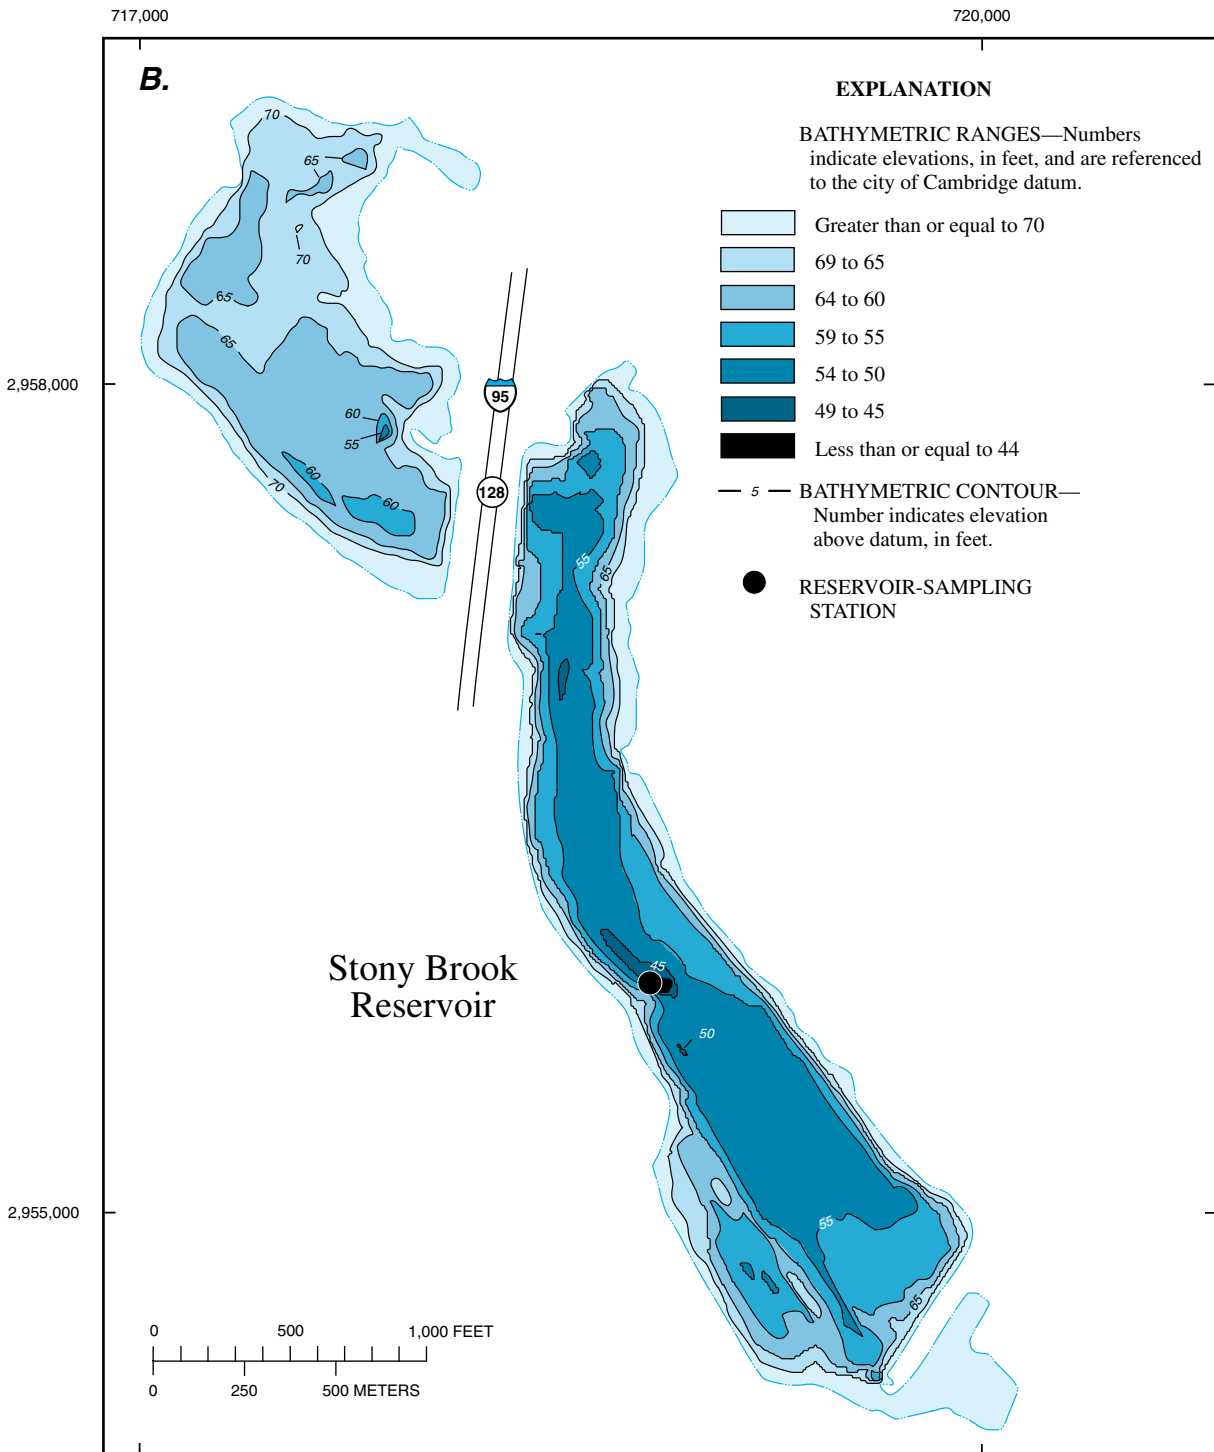 717,000
720,000
B.
EXPLANATION
BATHYMETRIC RANGES—Numbers
indicate elevations, in feet, and are referenced
to the city of Cambridge datum.
Greater than or equal to 70
69 to 65
64 to 60
59 to 55
54 to 50
49 to 45
Less than or equal to 44
5 BATHYMETRIC CONTOUR—
Number indicates elevation
above datum, in feet.
RESERVOIR-SAMPLING
STATION
70
65
70
65
65
2,958,000
95
60
55
60
70
60
128
55
65
Stony Brook
Reservoir
45
50
2,955,000
55
65
0 500 1,000 FEET
0 250 500 METERS